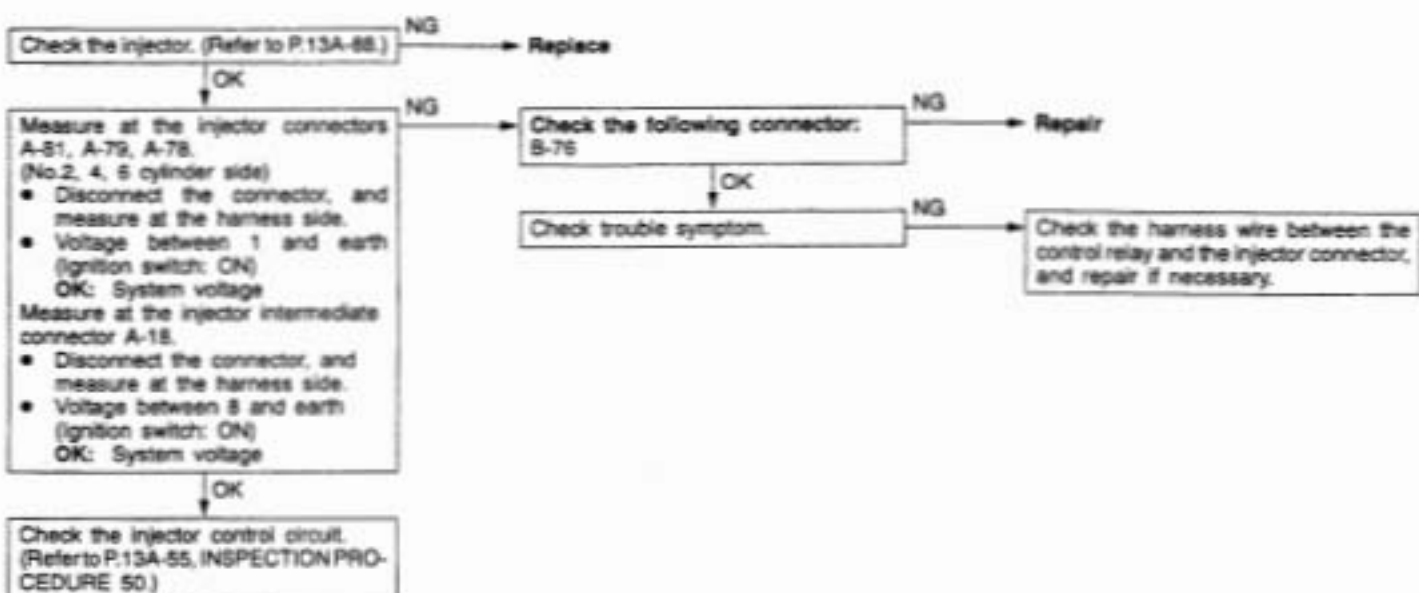 Check the injector. (Refer to P.13A-88.)
NG
Replace
OK
Measure at the injector connectors
A-81, A-79, A-78.
(No.2, 4, 6 cylinder side)
● Disconnect the connector, and
measure at the harness side.
● Voltage between 1 and earth
(Ignition switch: ON)
OK: System voltage
Measure at the injector intermediate
connector A-18.
● Disconnect the connector, and
measure at the harness side.
● Voltage between 8 and earth
(Ignition switch: ON)
OK: System voltage
NG
Check the following connector:
B-76
NG
Repair
OK
Check trouble symptom.
NG
Check the harness wire between the
control relay and the injector connector,
and repair if necessary.
OK
Check the injector control circuit.
(Refer to P.13A-55, INSPECTION PRO-
CEDURE 50.)